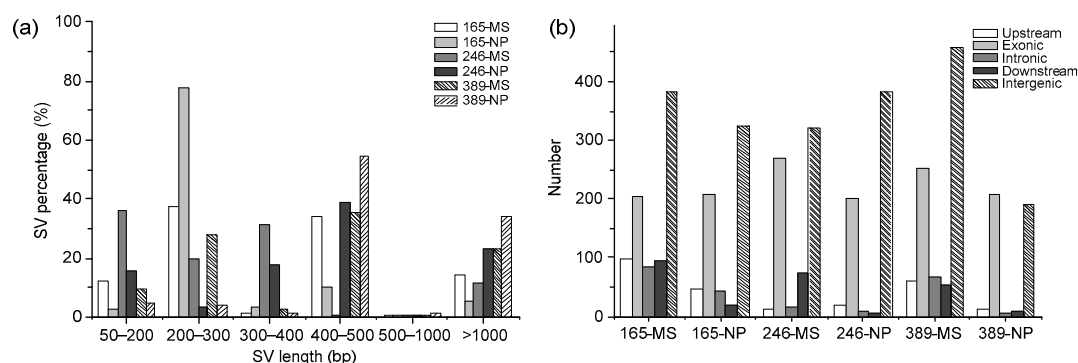 (a)
SV percentage (%)
100
80
60
40
20
0
50–200
200–300
300–400
400–500
500–1000
>1000
SV length (bp)
165-MS
165-NP
246-MS
246-NP
389-MS
389-NP
(b)
Number
400
300
200
100
0
165-MS
165-NP
246-MS
246-NP
389-MS
389-NP
Upstream
Exonic
Intronic
Downstream
Intergenic